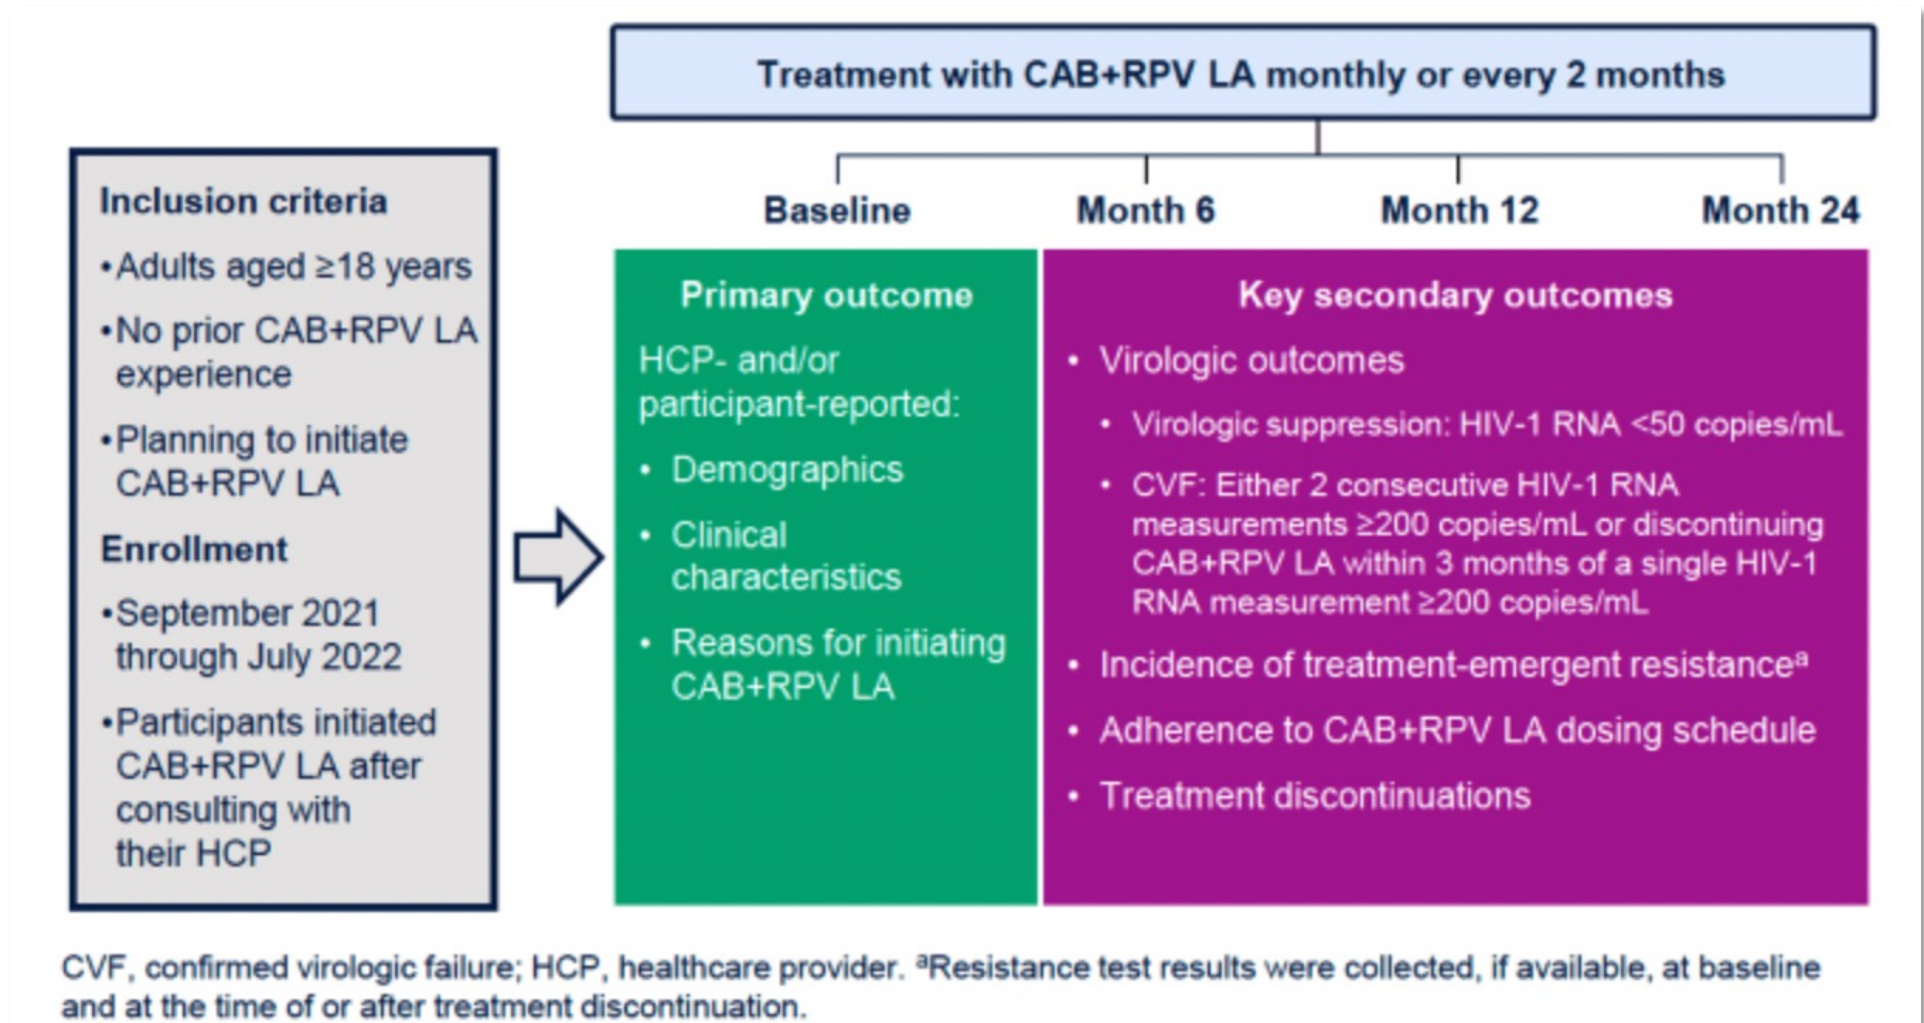 Treatment with CAB+RPV LA monthly or every 2 months
Baseline
Month 6
Month 12
Month 24
Inclusion criteria
•Adults aged ≥18 years
•No prior CAB+RPV LA
experience
•Planning to initiate
CAB+RPV LA
Enrollment
•September 2021
through July 2022
•Participants initiated
CAB+RPV LA after
consulting with
their HCP
Primary outcome
HCP- and/or
participant-reported:
• Demographics
• Clinical
characteristics
• Reasons for initiating
CAB+RPV LA
Key secondary outcomes
• Virologic outcomes
• Virologic suppression: HIV-1 RNA <50 copies/mL
• CVF: Either 2 consecutive HIV-1 RNA
measurements ≥200 copies/mL or discontinuing
CAB+RPV LA within 3 months of a single HIV-1
RNA measurement ≥200 copies/mL
• Incidence of treatment-emergent resistanceᵃ
• Adherence to CAB+RPV LA dosing schedule
• Treatment discontinuations
CVF, confirmed virologic failure; HCP, healthcare provider. ᵃResistance test results were collected, if available, at baseline
and at the time of or after treatment discontinuation.